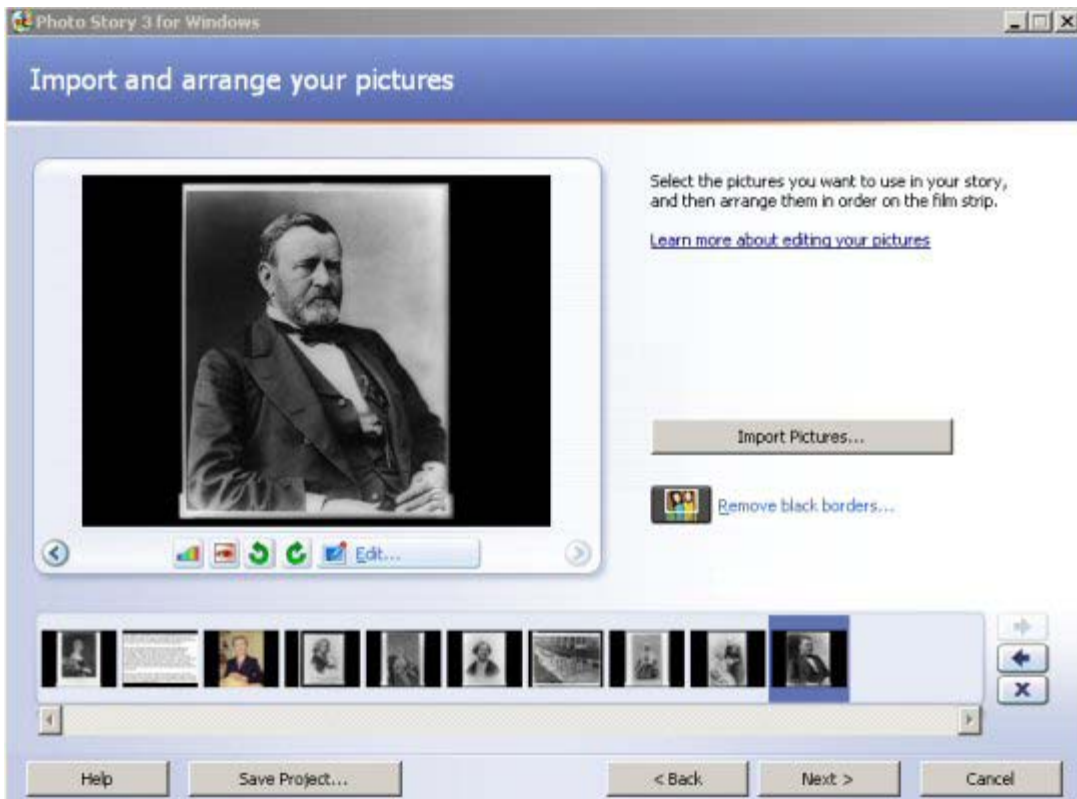 Photo Story 3 for Windows
Import and arrange your pictures
Select the pictures you want to use in your story,
and then arrange them in order on the film strip.
Learn more about editing your pictures
Import Pictures...
Remove black borders...
Edit...
Help
Save Project...
< Back
Next >
Cancel